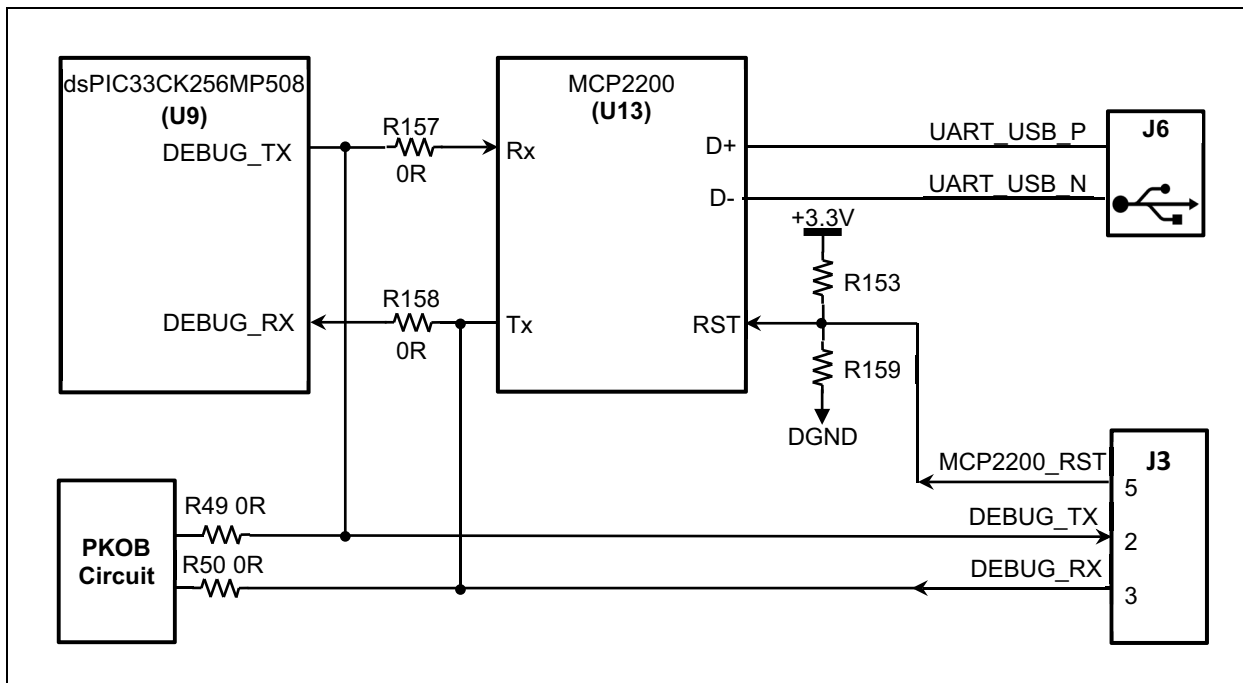 dsPIC33CK256MP508
(U9)
DEBUG_TX
DEBUG_RX
R157
0R
R158
0R
MCP2200
(U13)
Rx
Tx
D+
D-
RST
UART_USB_P
UART_USB_N
J6
+3.3V
R153
R159
DGND
PKOB
Circuit
R49 0R
R50 0R
MCP2200_RST
DEBUG_TX
DEBUG_RX
J3
5
2
3